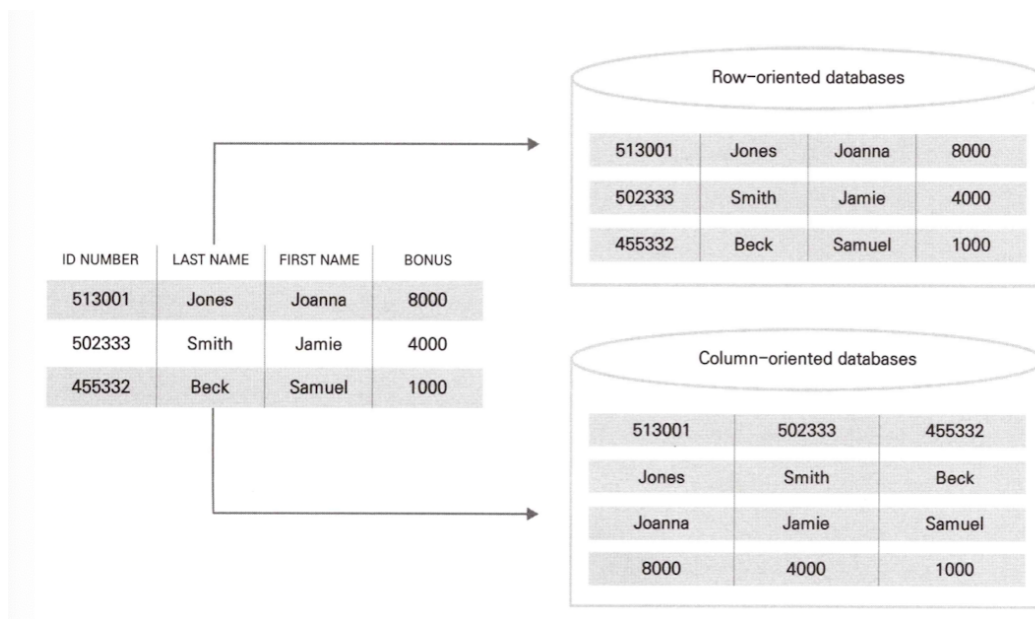 Row-oriented databases
513001 Jones Joanna 8000
502333 Smith Jamie 4000
455332 Beck Samuel 1000
ID NUMBER LAST NAME FIRST NAME BONUS
513001 Jones Joanna 8000
502333 Smith Jamie 4000
455332 Beck Samuel 1000
Column-oriented databases
513001 502333 455332
Jones Smith Beck
Joanna Jamie Samuel
8000 4000 1000